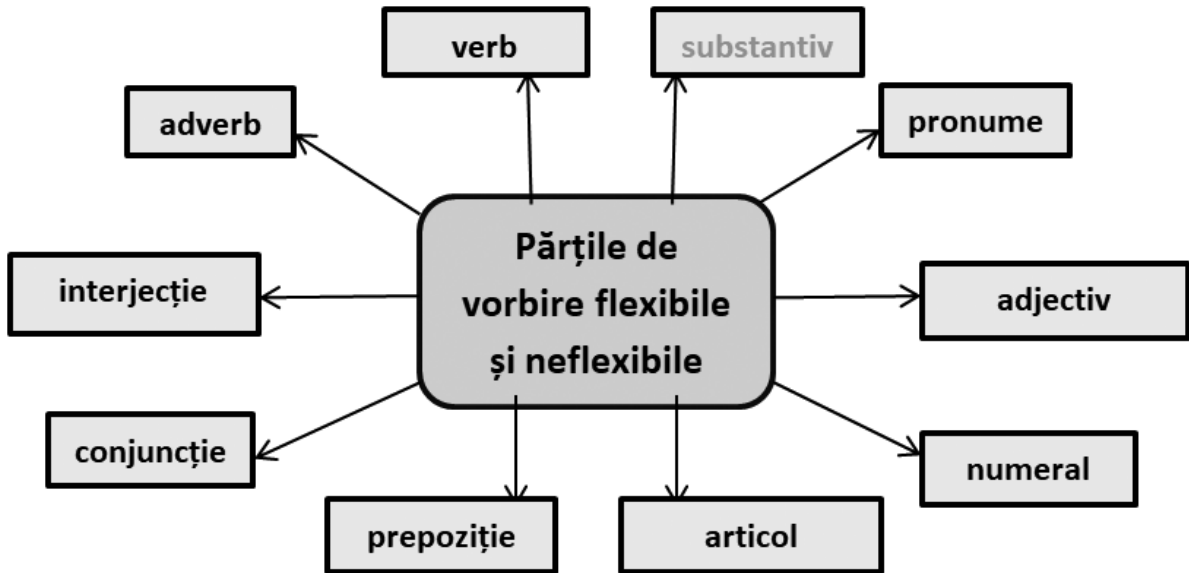 verb
substantiv
adverb
pronume
Părțile de
vorbire flexibile
și neflexibile
interjecție
adjectiv
conjuncție
numeral
prepoziție
articol